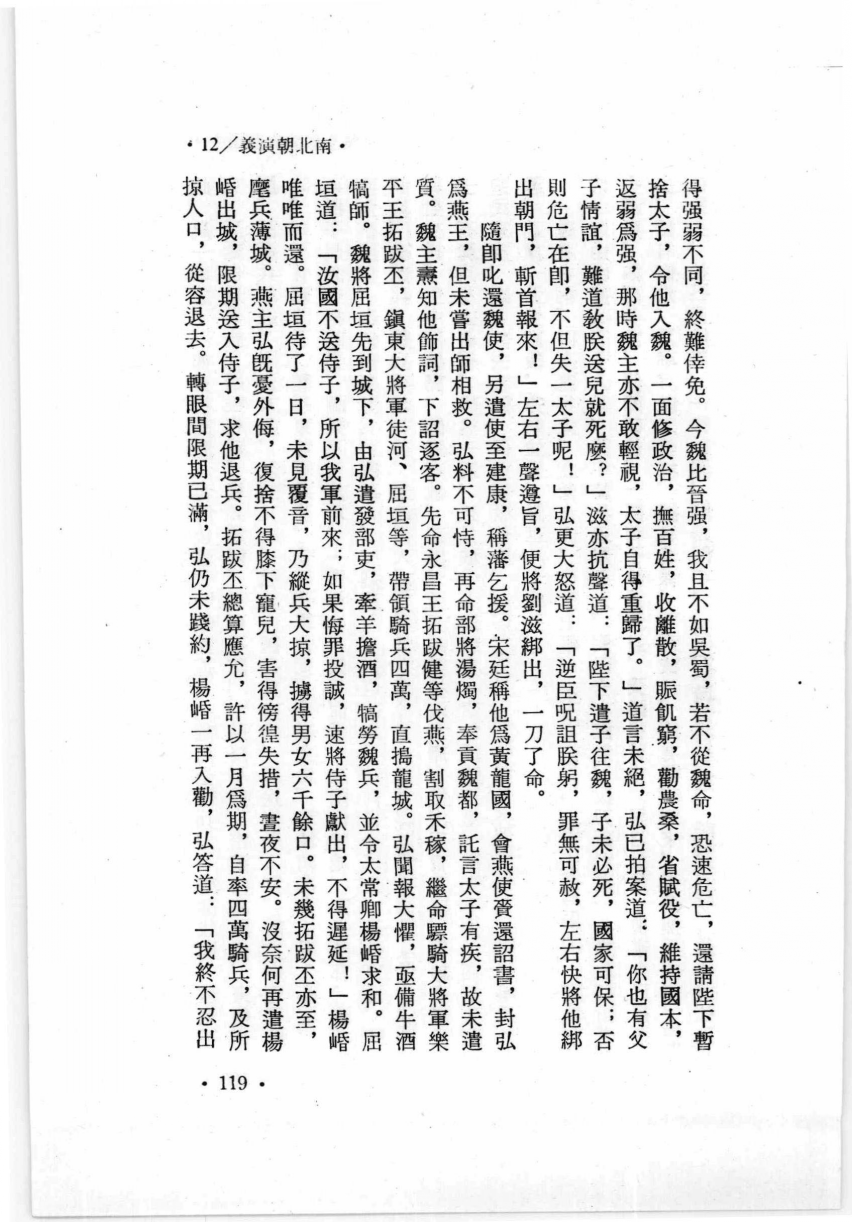 •12／義演朝北南•
得强弱不同，終難倖免。今魏比晉强，我且不如吳蜀，若不從魏命，恐速危亡，還請陛下暫
捨太子，令他入魏。一面修政治，撫百姓，收離散，賑飢窮，勸農桑，省賦役，維持國本，
返弱爲强，那時魏主亦不敢輕視，太子自得重歸了。」道言未絕，弘已拍案道：「你也有父
子情誼，難道敎朕送兒就死麼？」滋亦抗聲道：「陛下遣子往魏，子未必死，國家可保；否
則危亡在卽，不但失一太子呢！」弘更大怒道：「逆臣呪詛朕躬，罪無可赦，左右快將他綁
出朝門，斬首報來！」左右一聲遵旨，便將劉滋綁出，一刀了命。
隨卽叱還魏使，另遣使至建康，稱藩乞援。宋廷稱他爲黃龍國，會燕使賫還詔書，封弘
爲燕王，但未嘗出師相救。弘料不可恃，再命部將湯燭，奉貢魏都，託言太子有疾，故未遣
質。魏主燾知他飾詞，下詔逐客。先命永昌王拓跋健等伐燕，割取禾稼，繼命驃騎大將軍樂
平王拓跋丕，鎭東大將軍徒河、屈垣等，帶領騎兵四萬，直搗龍城。弘聞報大懼，亟備牛酒
犒師。魏將屈垣先到城下，由弘遣發部吏，牽羊擔酒，犒勞魏兵，並令太常卿楊崏求和。屈
垣道：「汝國不送侍子，所以我軍前來；如果悔罪投誠，速將侍子獻出，不得遲延！」楊崏
唯唯而還。屈垣待了一日，未見覆音，乃縱兵大掠，擄得男女六千餘口。未幾拓跋丕亦至，
麾兵薄城。燕主弘旣憂外侮，復捨不得膝下寵兒，害得徬徨失措，晝夜不安。沒奈何再遣楊
崏出城，限期送入侍子，求他退兵。拓跋丕總算應允，許以一月爲期，自率四萬騎兵，及所
掠人口，從容退去。轉眼間限期已滿，弘仍未踐約，楊崏一再入勸，弘答道：「我終不忍出
•119•